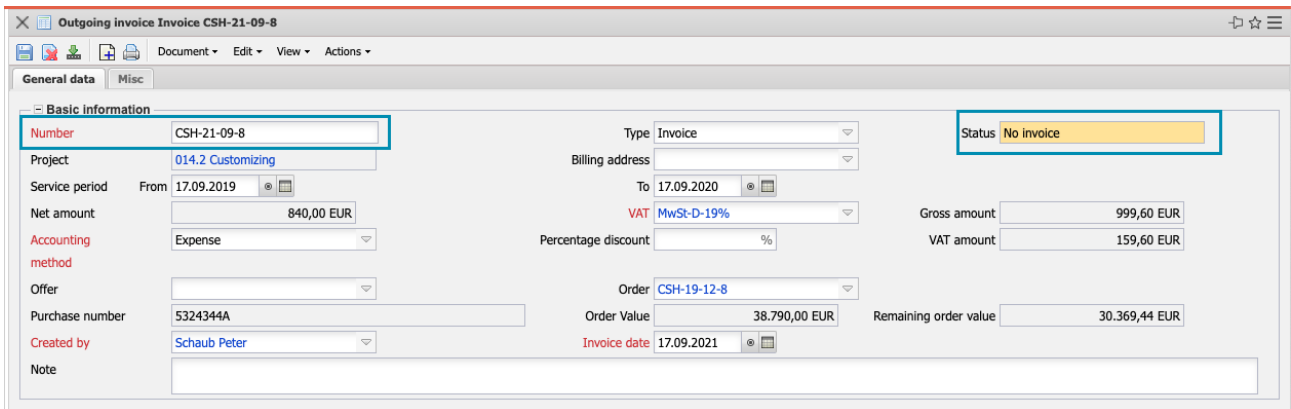 Outgoing invoice Invoice CSH-21-09-8
Document Edit View Actions
General data Misc
Basic information
Number CSH-21-09-8 Type Invoice Status No invoice
Project 014.2 Customizing Billing address
Service period From 17.09.2019 To 17.09.2020
Net amount 840,00 EUR VAT MwSt-D-19% Gross amount 999,60 EUR
Accounting method Expense Percentage discount % VAT amount 159,60 EUR
Offer Order CSH-19-12-8
Purchase number 5324344A Order Value 38.790,00 EUR Remaining order value 30.369,44 EUR
Created by Schaub Peter Invoice date 17.09.2021
Note